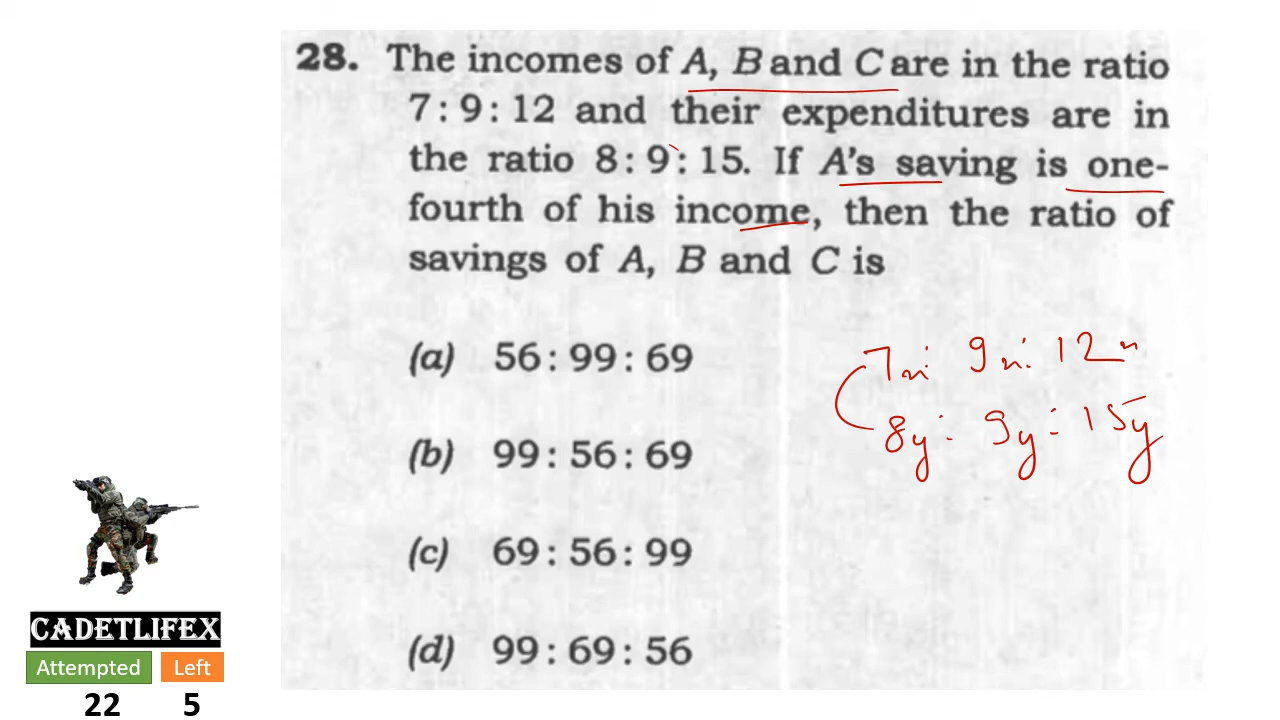 28. The incomes of A, B and C are in the ratio
7 : 9 : 12 and their expenditures are in
the ratio 8 : 9 : 15. If A's saving is one-
fourth of his income, then the ratio of
savings of A, B and C is
(a) 56 : 99 : 69
(b) 99 : 56 : 69
(c) 69 : 56 : 99
(d) 99 : 69 : 56
7x: 9x: 12x
8y: 9y: 15y
CADETLIFEX
Attempted Left
22 5